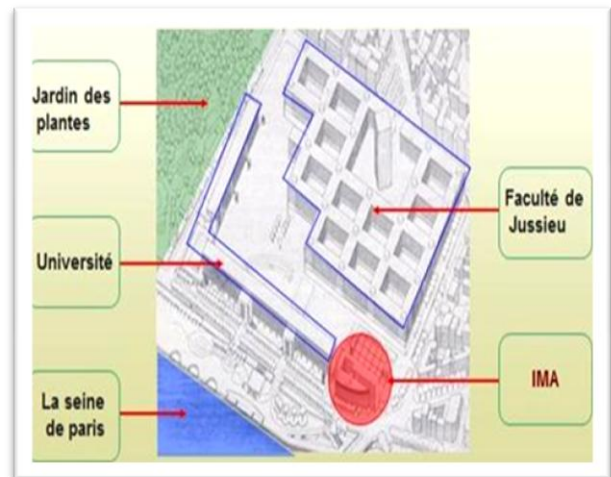 Jardin des
plantes
Université
La seine
de paris
Faculté de
Jussieu
IMA